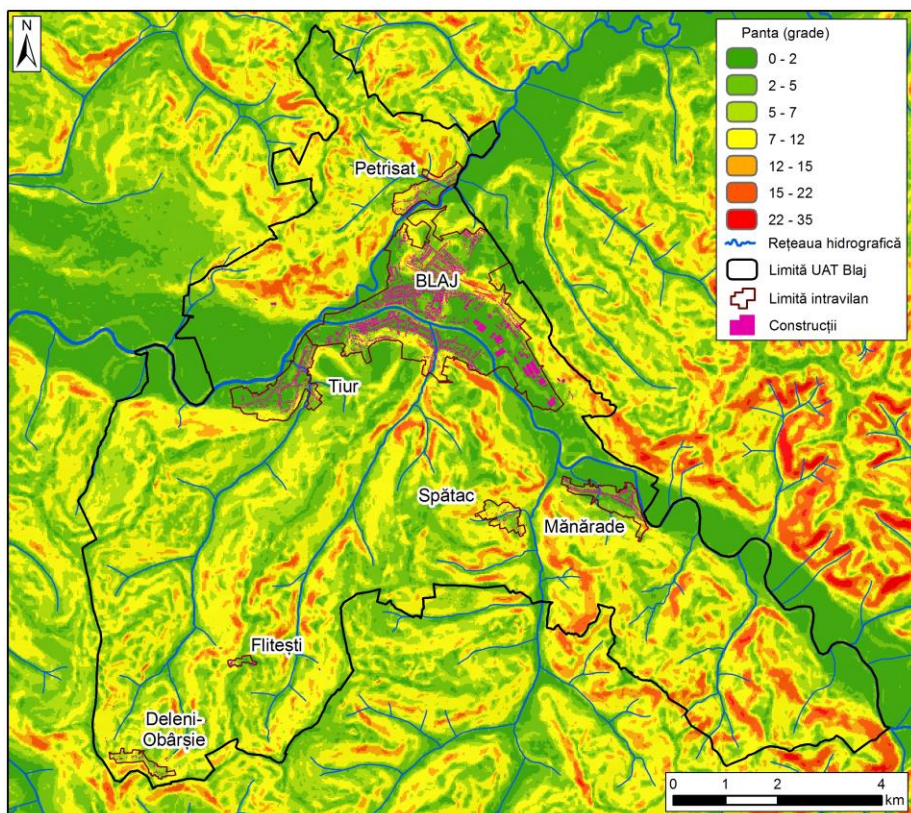 N
Panta (grade)
0 - 2
2 - 5
5 - 7
7 - 12
12 - 15
15 - 22
22 - 35
Rețeaua hidrografică
Limită UAT Blaj
Limită intravilan
Construcții
Petrisat
BLAJ
Tiur
Spătac
Mănărade
Flitești
Deleni-
Obârșie
0 1 2 4
km